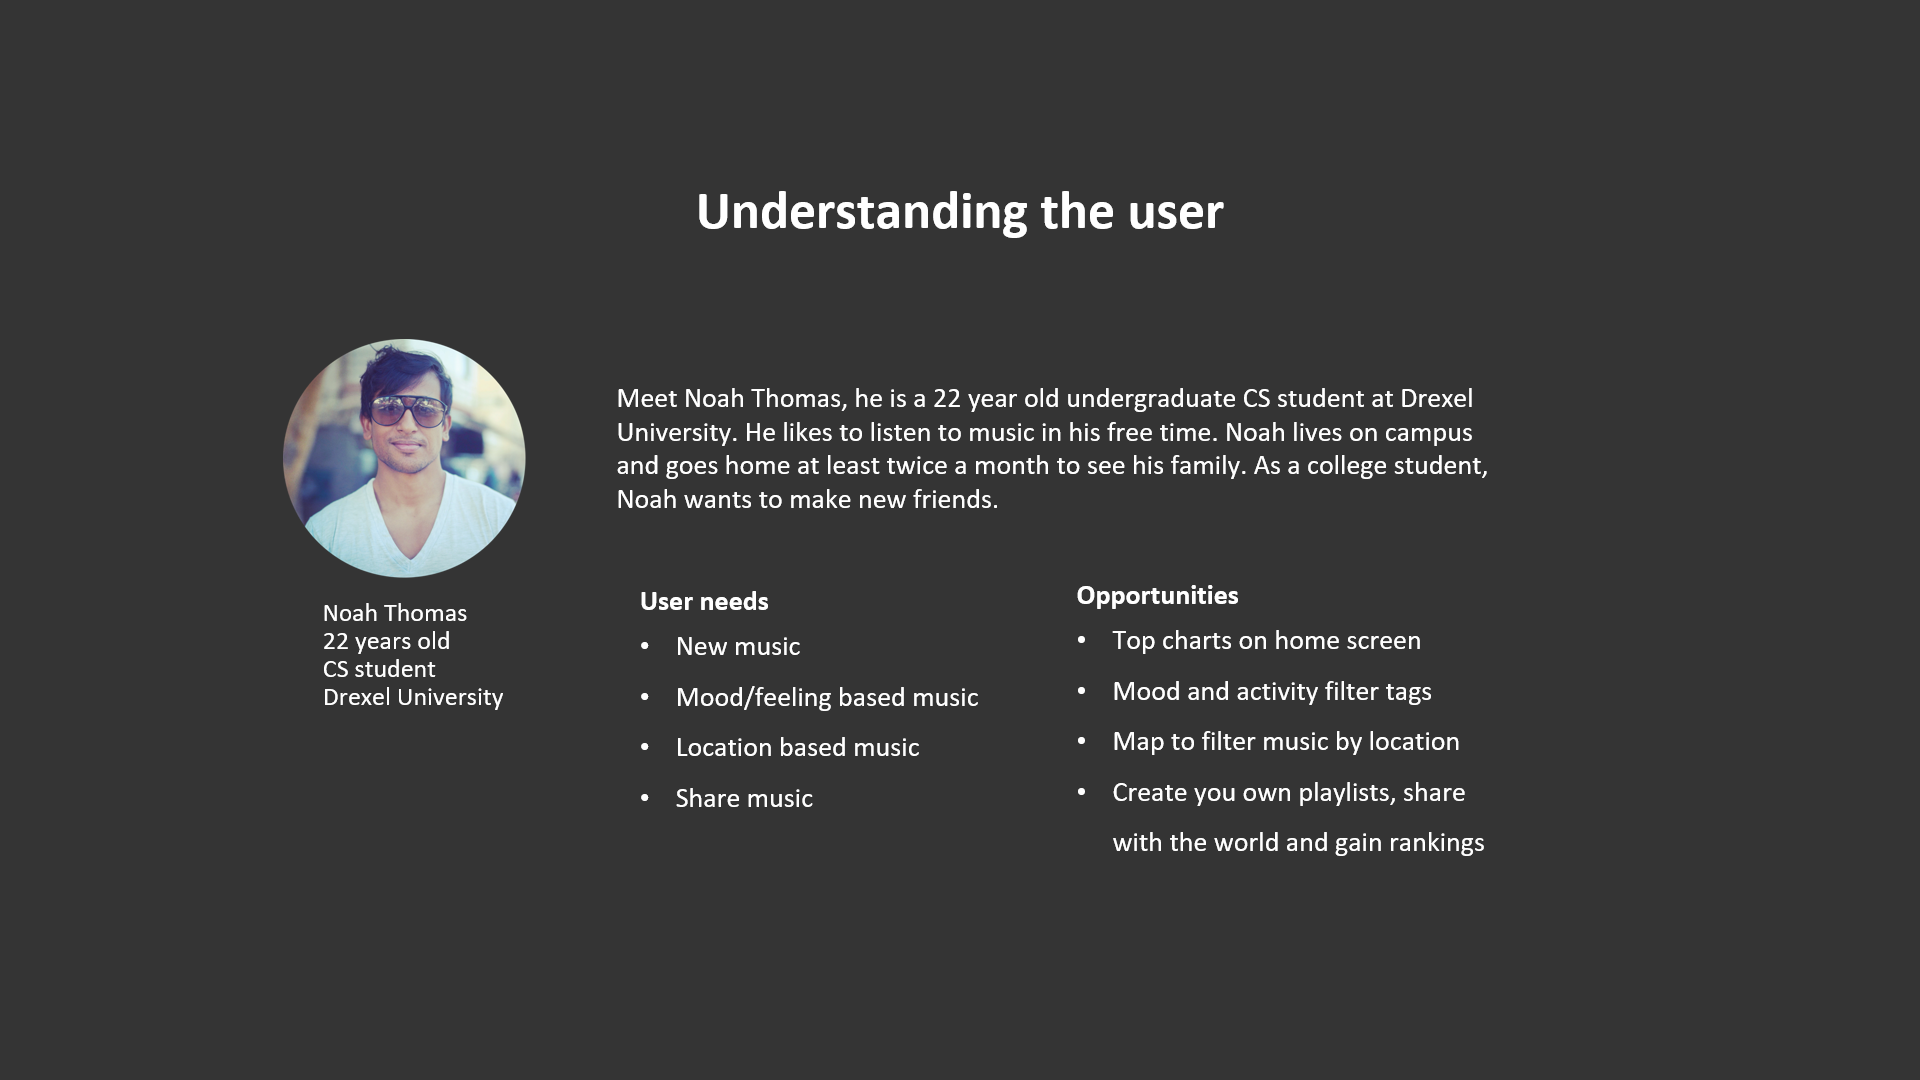 Understanding the user
Meet Noah Thomas, he is a 22 year old undergraduate CS student at Drexel
University. He likes to listen to music in his free time. Noah lives on campus
and goes home at least twice a month to see his family. As a college student,
Noah wants to make new friends.
Noah Thomas
22 years old
CS student
Drexel University
User needs
• New music
• Mood/feeling based music
• Location based music
• Share music
Opportunities
• Top charts on home screen
• Mood and activity filter tags
• Map to filter music by location
• Create you own playlists, share
with the world and gain rankings